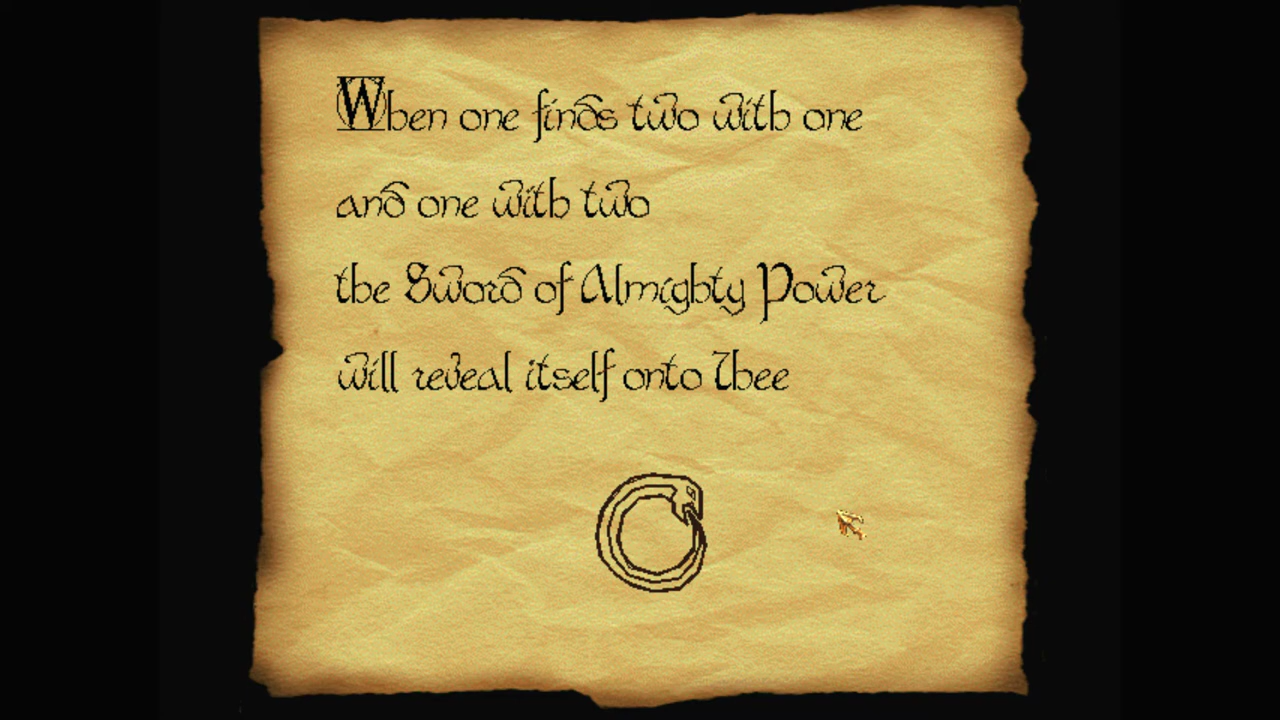 When one finds two with one
and one with two
the Sword of Almighty Power
will reveal itself onto Thee